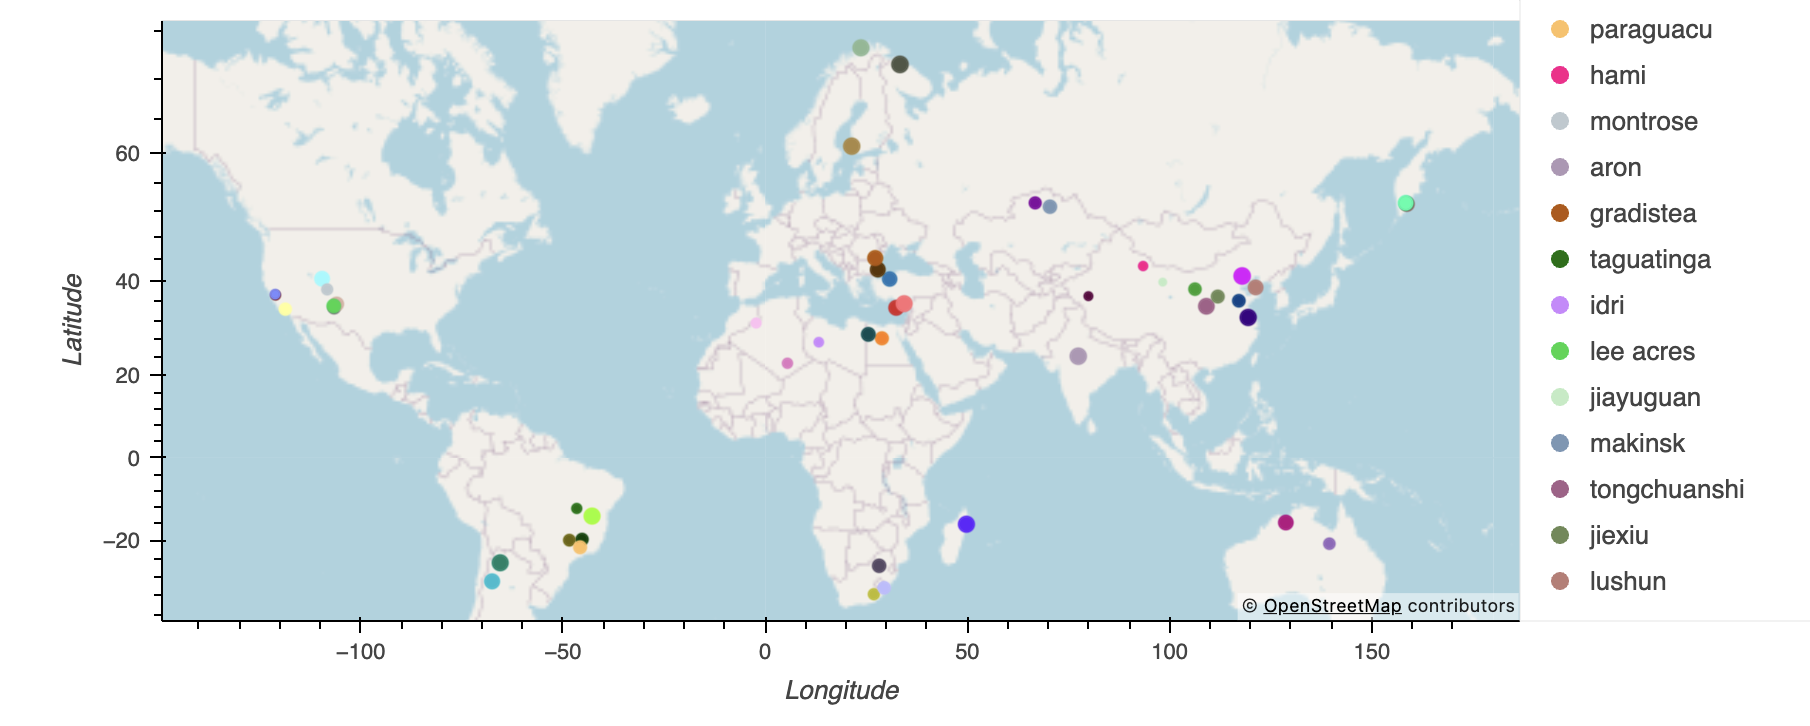 paraguacu
hami
montrose
aron
gradistea
taguatinga
idri
lee acres
jiayuguan
makinsk
tongchuanshi
jiexiu
lushun
Latitude
60
40
20
0
−20
© OpenStreetMap contributors
−100
−50
0
50
100
150
Longitude